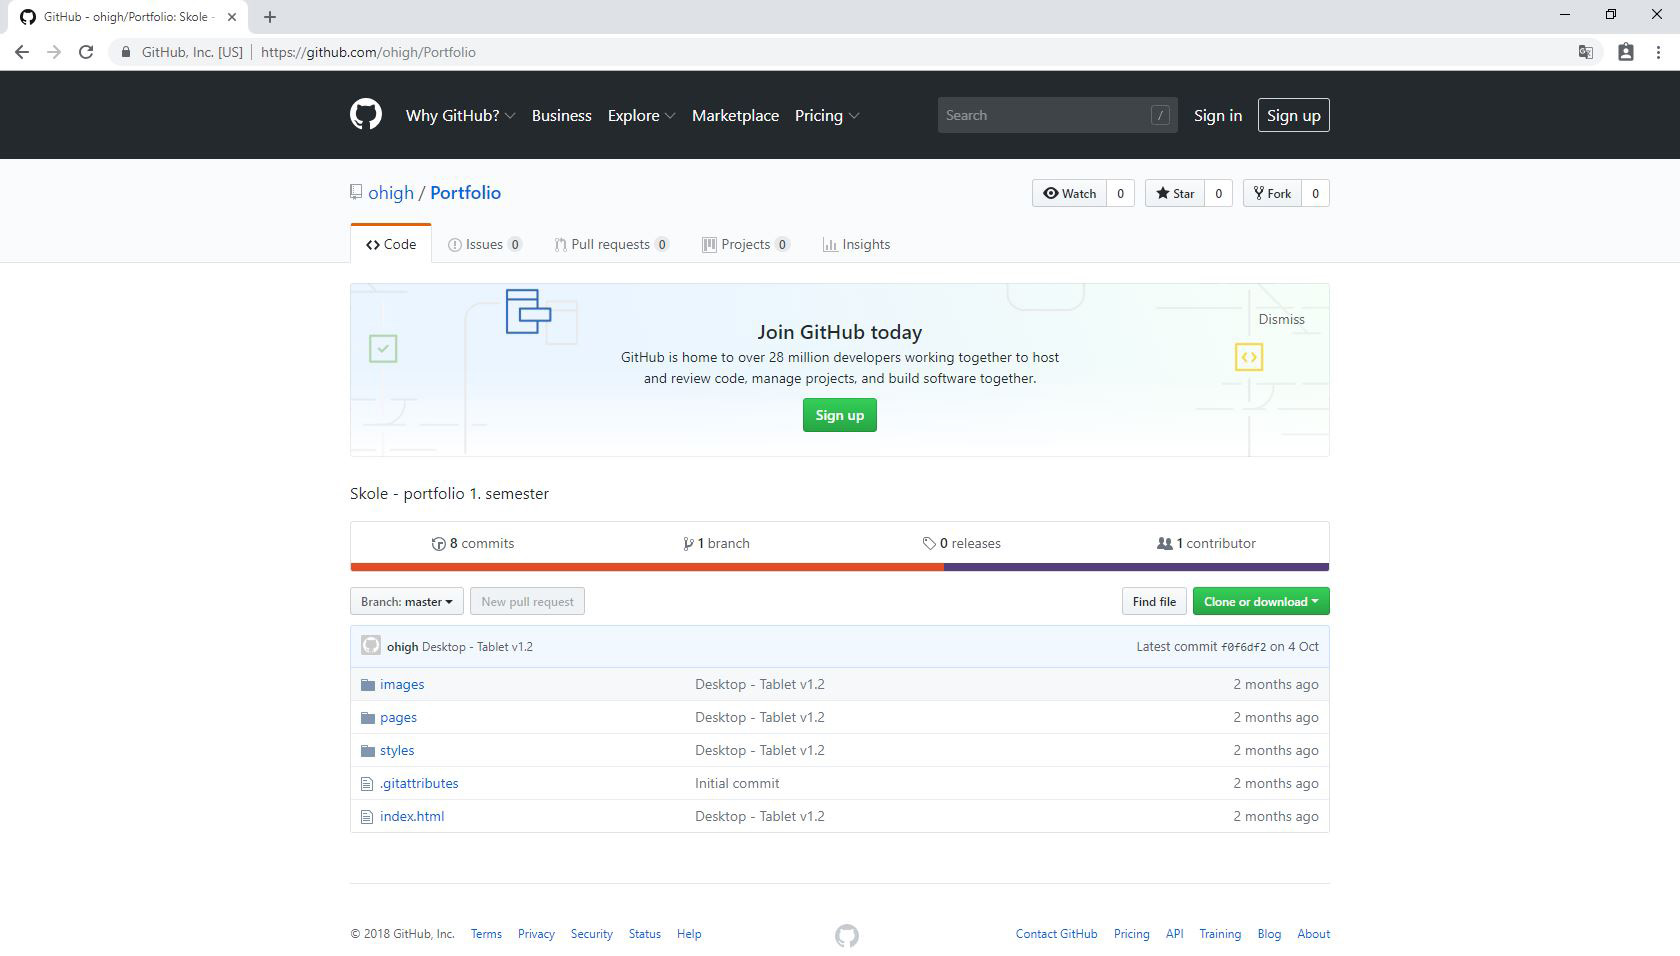 GitHub - ohigh/Portfolio: Skole -
GitHub, Inc. [US] https://github.com/ohigh/Portfolio
Why GitHub? Business Explore Marketplace Pricing Search / Sign in Sign up
ohigh / Portfolio Watch 0 Star 0 Fork 0
Code Issues 0 Pull requests 0 Projects 0 Insights
Dismiss
Join GitHub today
GitHub is home to over 28 million developers working together to host
and review code, manage projects, and build software together.
Sign up
Skole - portfolio 1. semester
8 commits 1 branch 0 releases 1 contributor
Branch: master New pull request Find file Clone or download
ohigh Desktop - Tablet v1.2 Latest commit f0f6df2 on 4 Oct
images Desktop - Tablet v1.2 2 months ago
pages Desktop - Tablet v1.2 2 months ago
styles Desktop - Tablet v1.2 2 months ago
.gitattributes Initial commit 2 months ago
index.html Desktop - Tablet v1.2 2 months ago
© 2018 GitHub, Inc. Terms Privacy Security Status Help Contact GitHub Pricing API Training Blog About